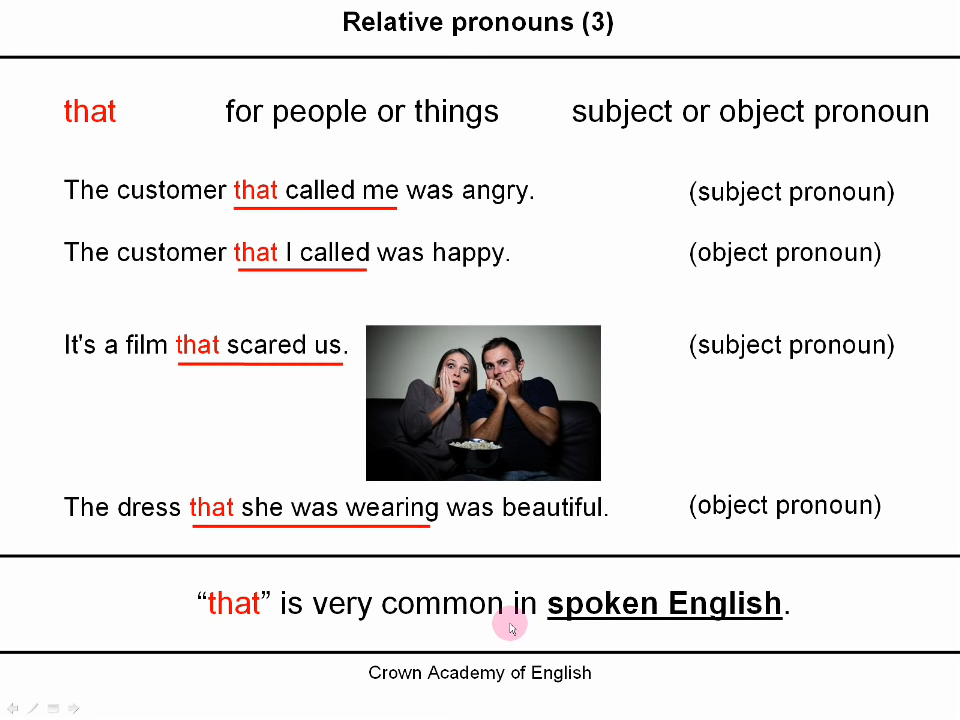 Relative pronouns (3)
that for people or things subject or object pronoun
The customer that called me was angry. (subject pronoun)
The customer that I called was happy. (object pronoun)
It's a film that scared us. (subject pronoun)
The dress that she was wearing was beautiful. (object pronoun)
“that” is very common in spoken English.
Crown Academy of English